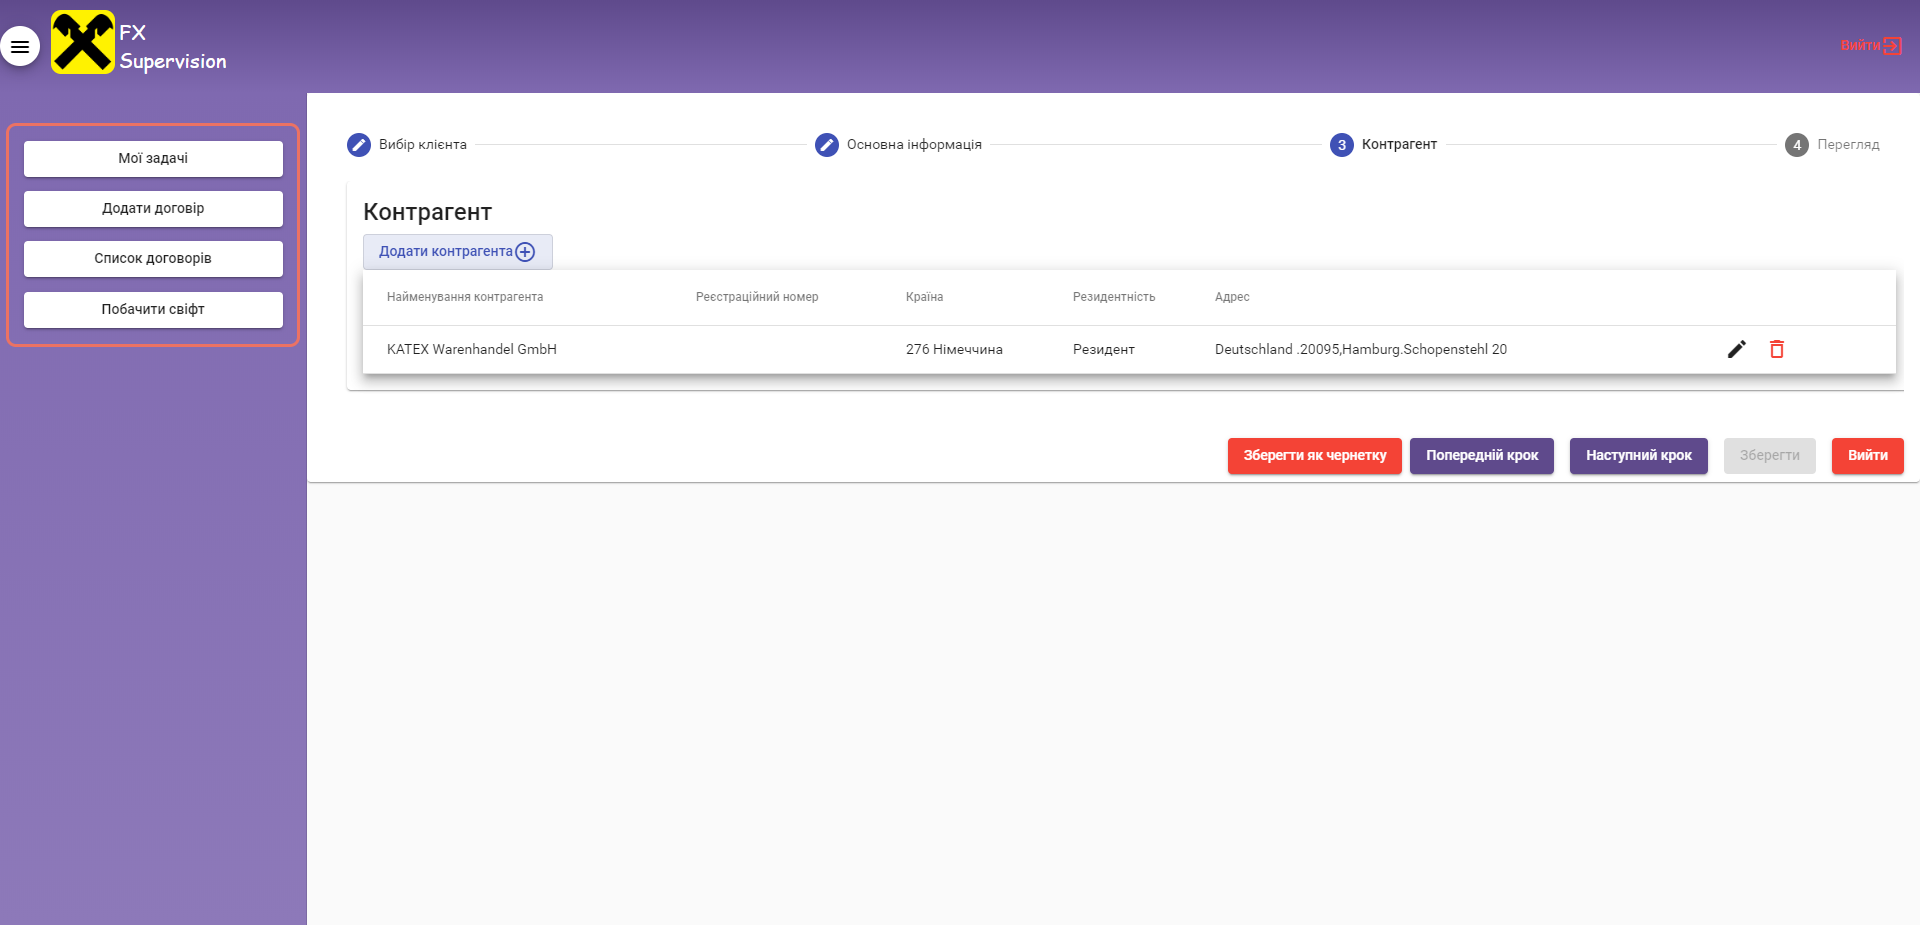 FX
Supervision
Вийти
Мої задачі
Додати договір
Список договорів
Побачити свіфт
Вибір клієнта
Основна інформація
3 Контрагент
4 Перегляд
Контрагент
Додати контрагента
Найменування контрагента Реєстраційний номер Країна Резидентність Адрес
KATEX Warenhandel GmbH 276 Німеччина Резидент Deutschland .20095,Hamburg.Schopenstehl 20
Зберегти як чернетку Попередній крок Наступний крок Зберегти Вийти